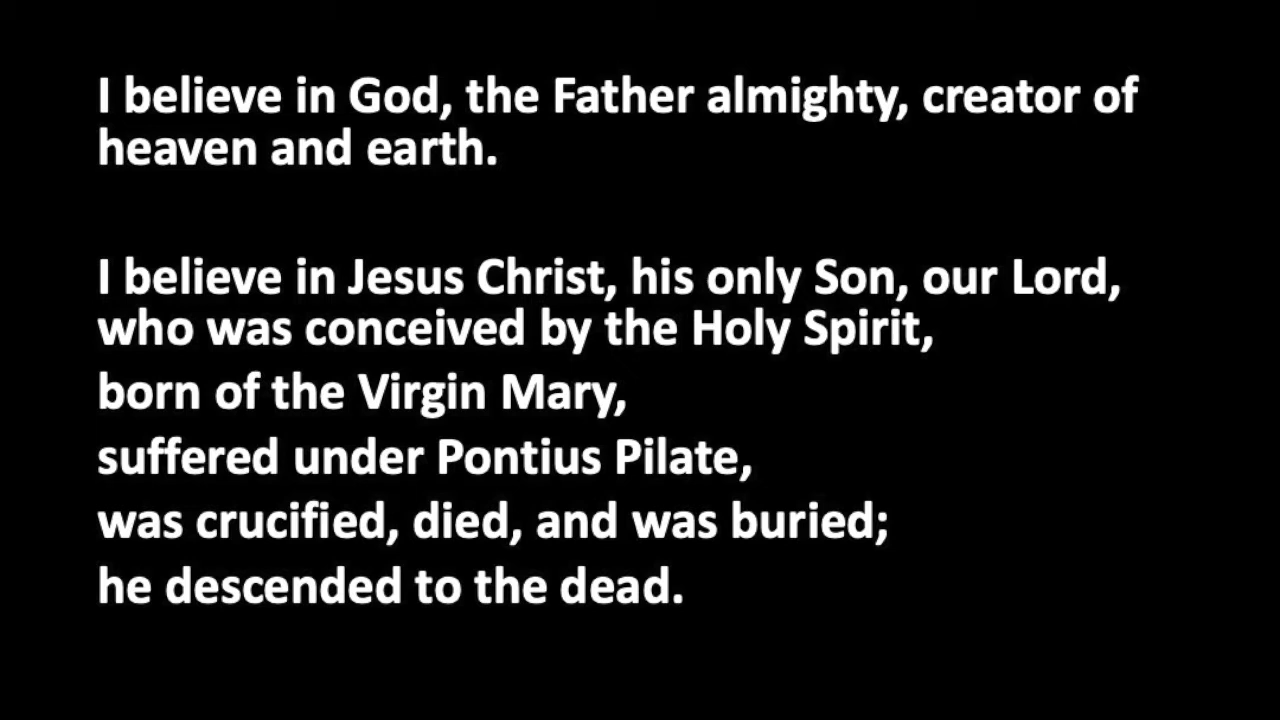 I believe in God, the Father almighty, creator of
heaven and earth.
I believe in Jesus Christ, his only Son, our Lord,
who was conceived by the Holy Spirit,
born of the Virgin Mary,
suffered under Pontius Pilate,
was crucified, died, and was buried;
he descended to the dead.